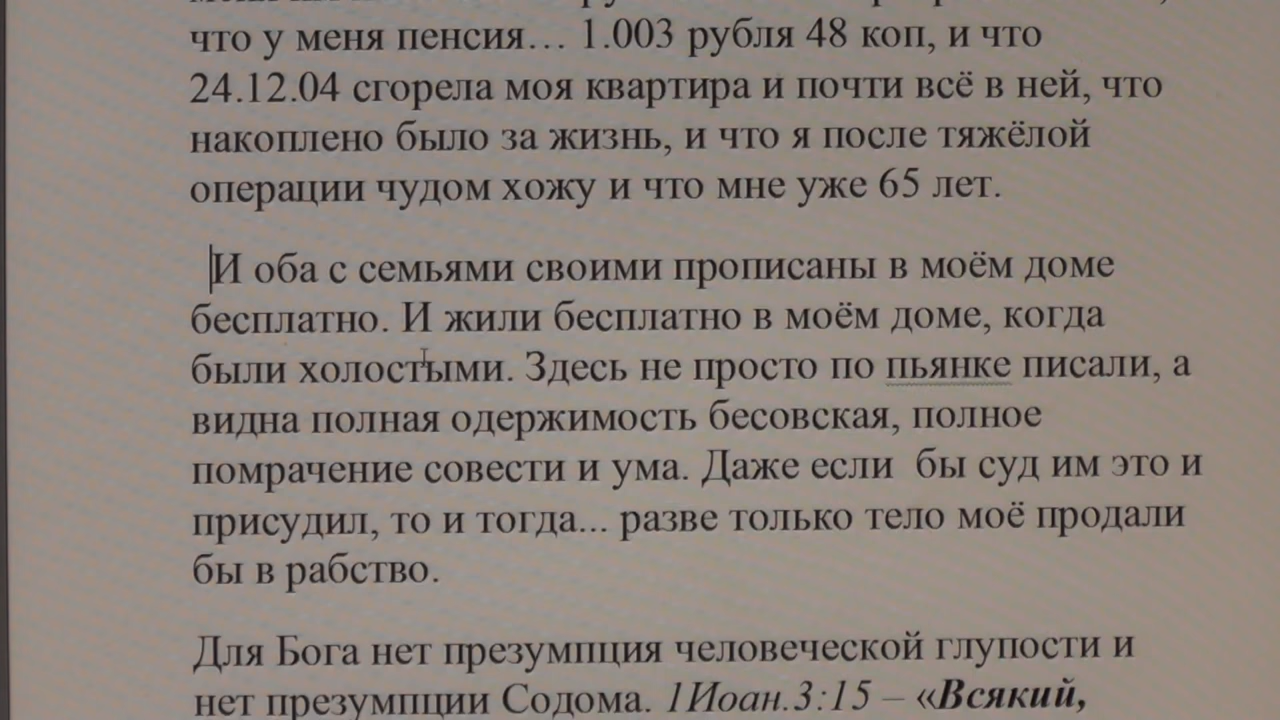 что у меня пенсия… 1.003 рубля 48 коп, и что
24.12.04 сгорела моя квартира и почти всё в ней, что
накоплено было за жизнь, и что я после тяжёлой
операции чудом хожу и что мне уже 65 лет.
И оба с семьями своими прописаны в моём доме
бесплатно. И жили бесплатно в моём доме, когда
были холостыми. Здесь не просто по пьянке писали, а
видна полная одержимость бесовская, полное
помрачение совести и ума. Даже если  бы суд им это и
присудил, то и тогда... разве только тело моё продали
бы в рабство.
Для Бога нет презумпция человеческой глупости и
нет презумпции Содома. 1Иоан.3:15 – «Всякий,